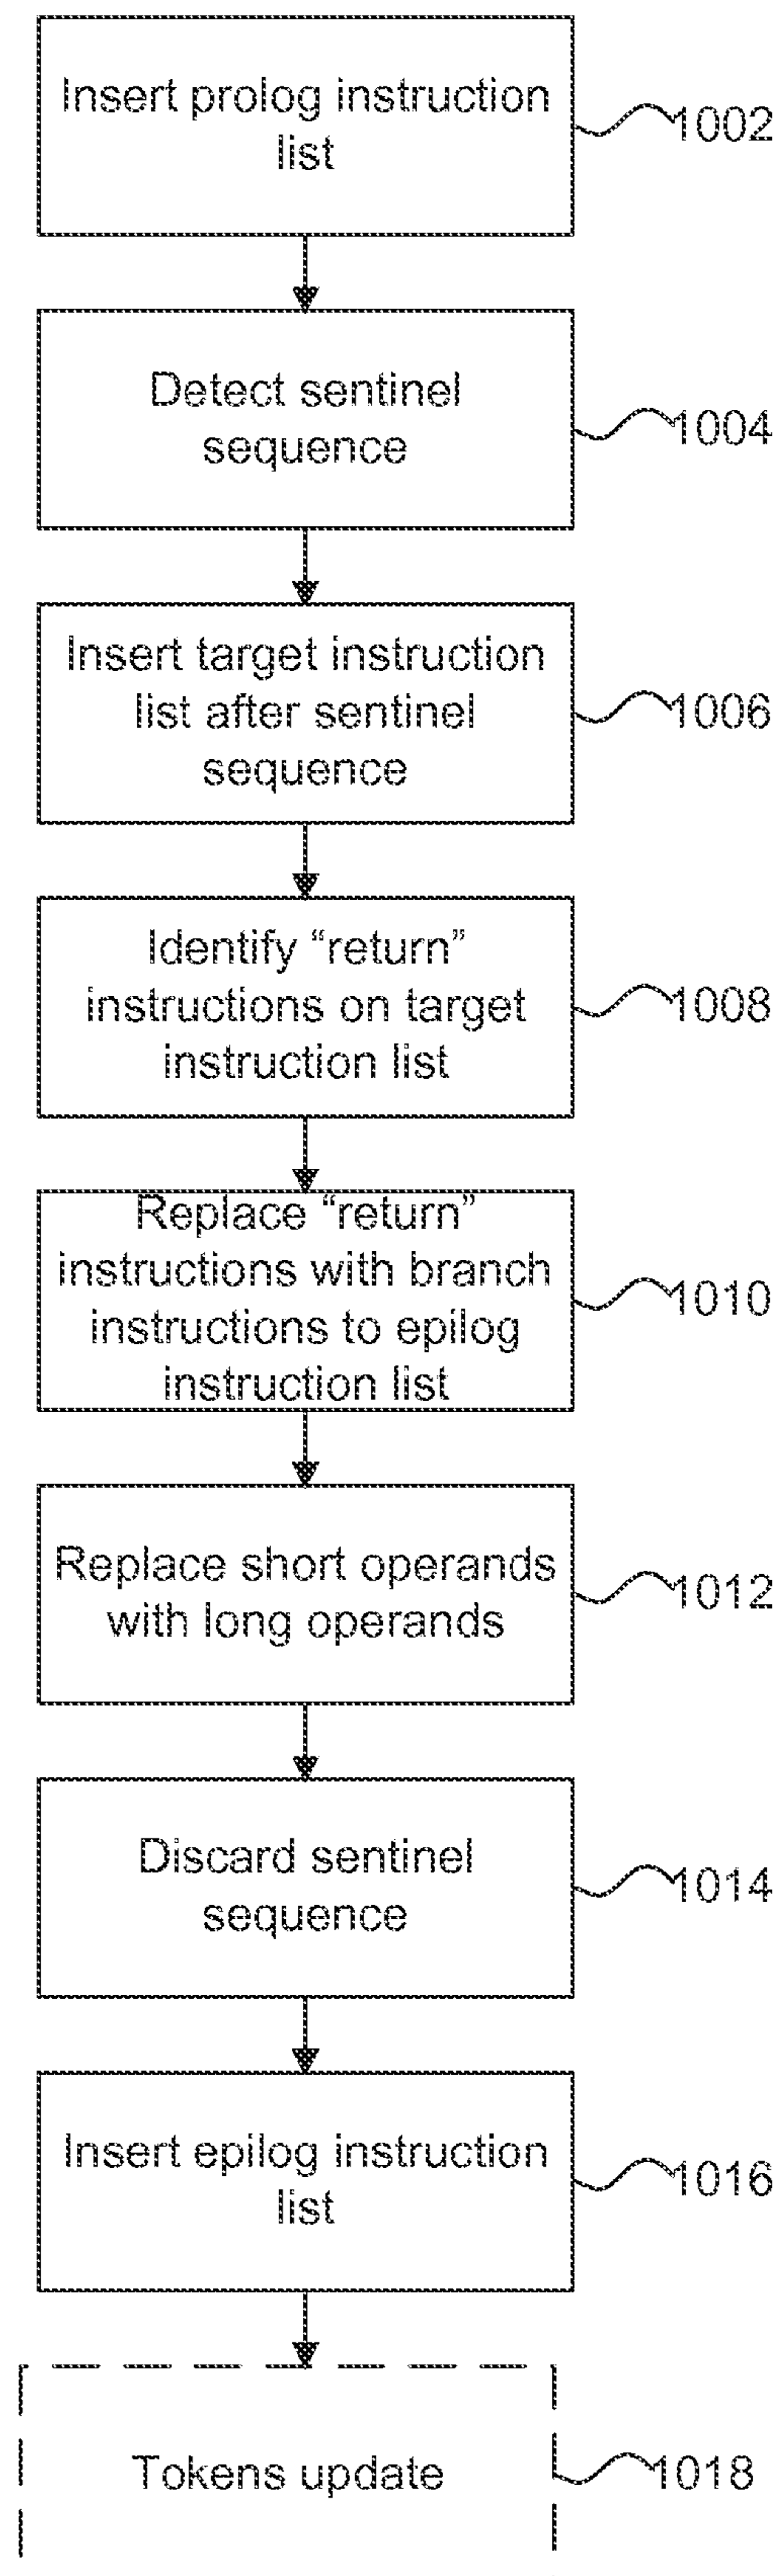 Insert prolog instruction
list
1002
Detect sentinel
sequence
1004
Insert target instruction
list after sentinel
sequence
1006
Identify “return”
instructions on target
instruction list
1008
Replace “return”
instructions with branch
instructions to epilog
instruction list
1010
Replace short operands
with long operands
1012
Discard sentinel
sequence
1014
Insert epilog instruction
list
1016
Tokens update
1018